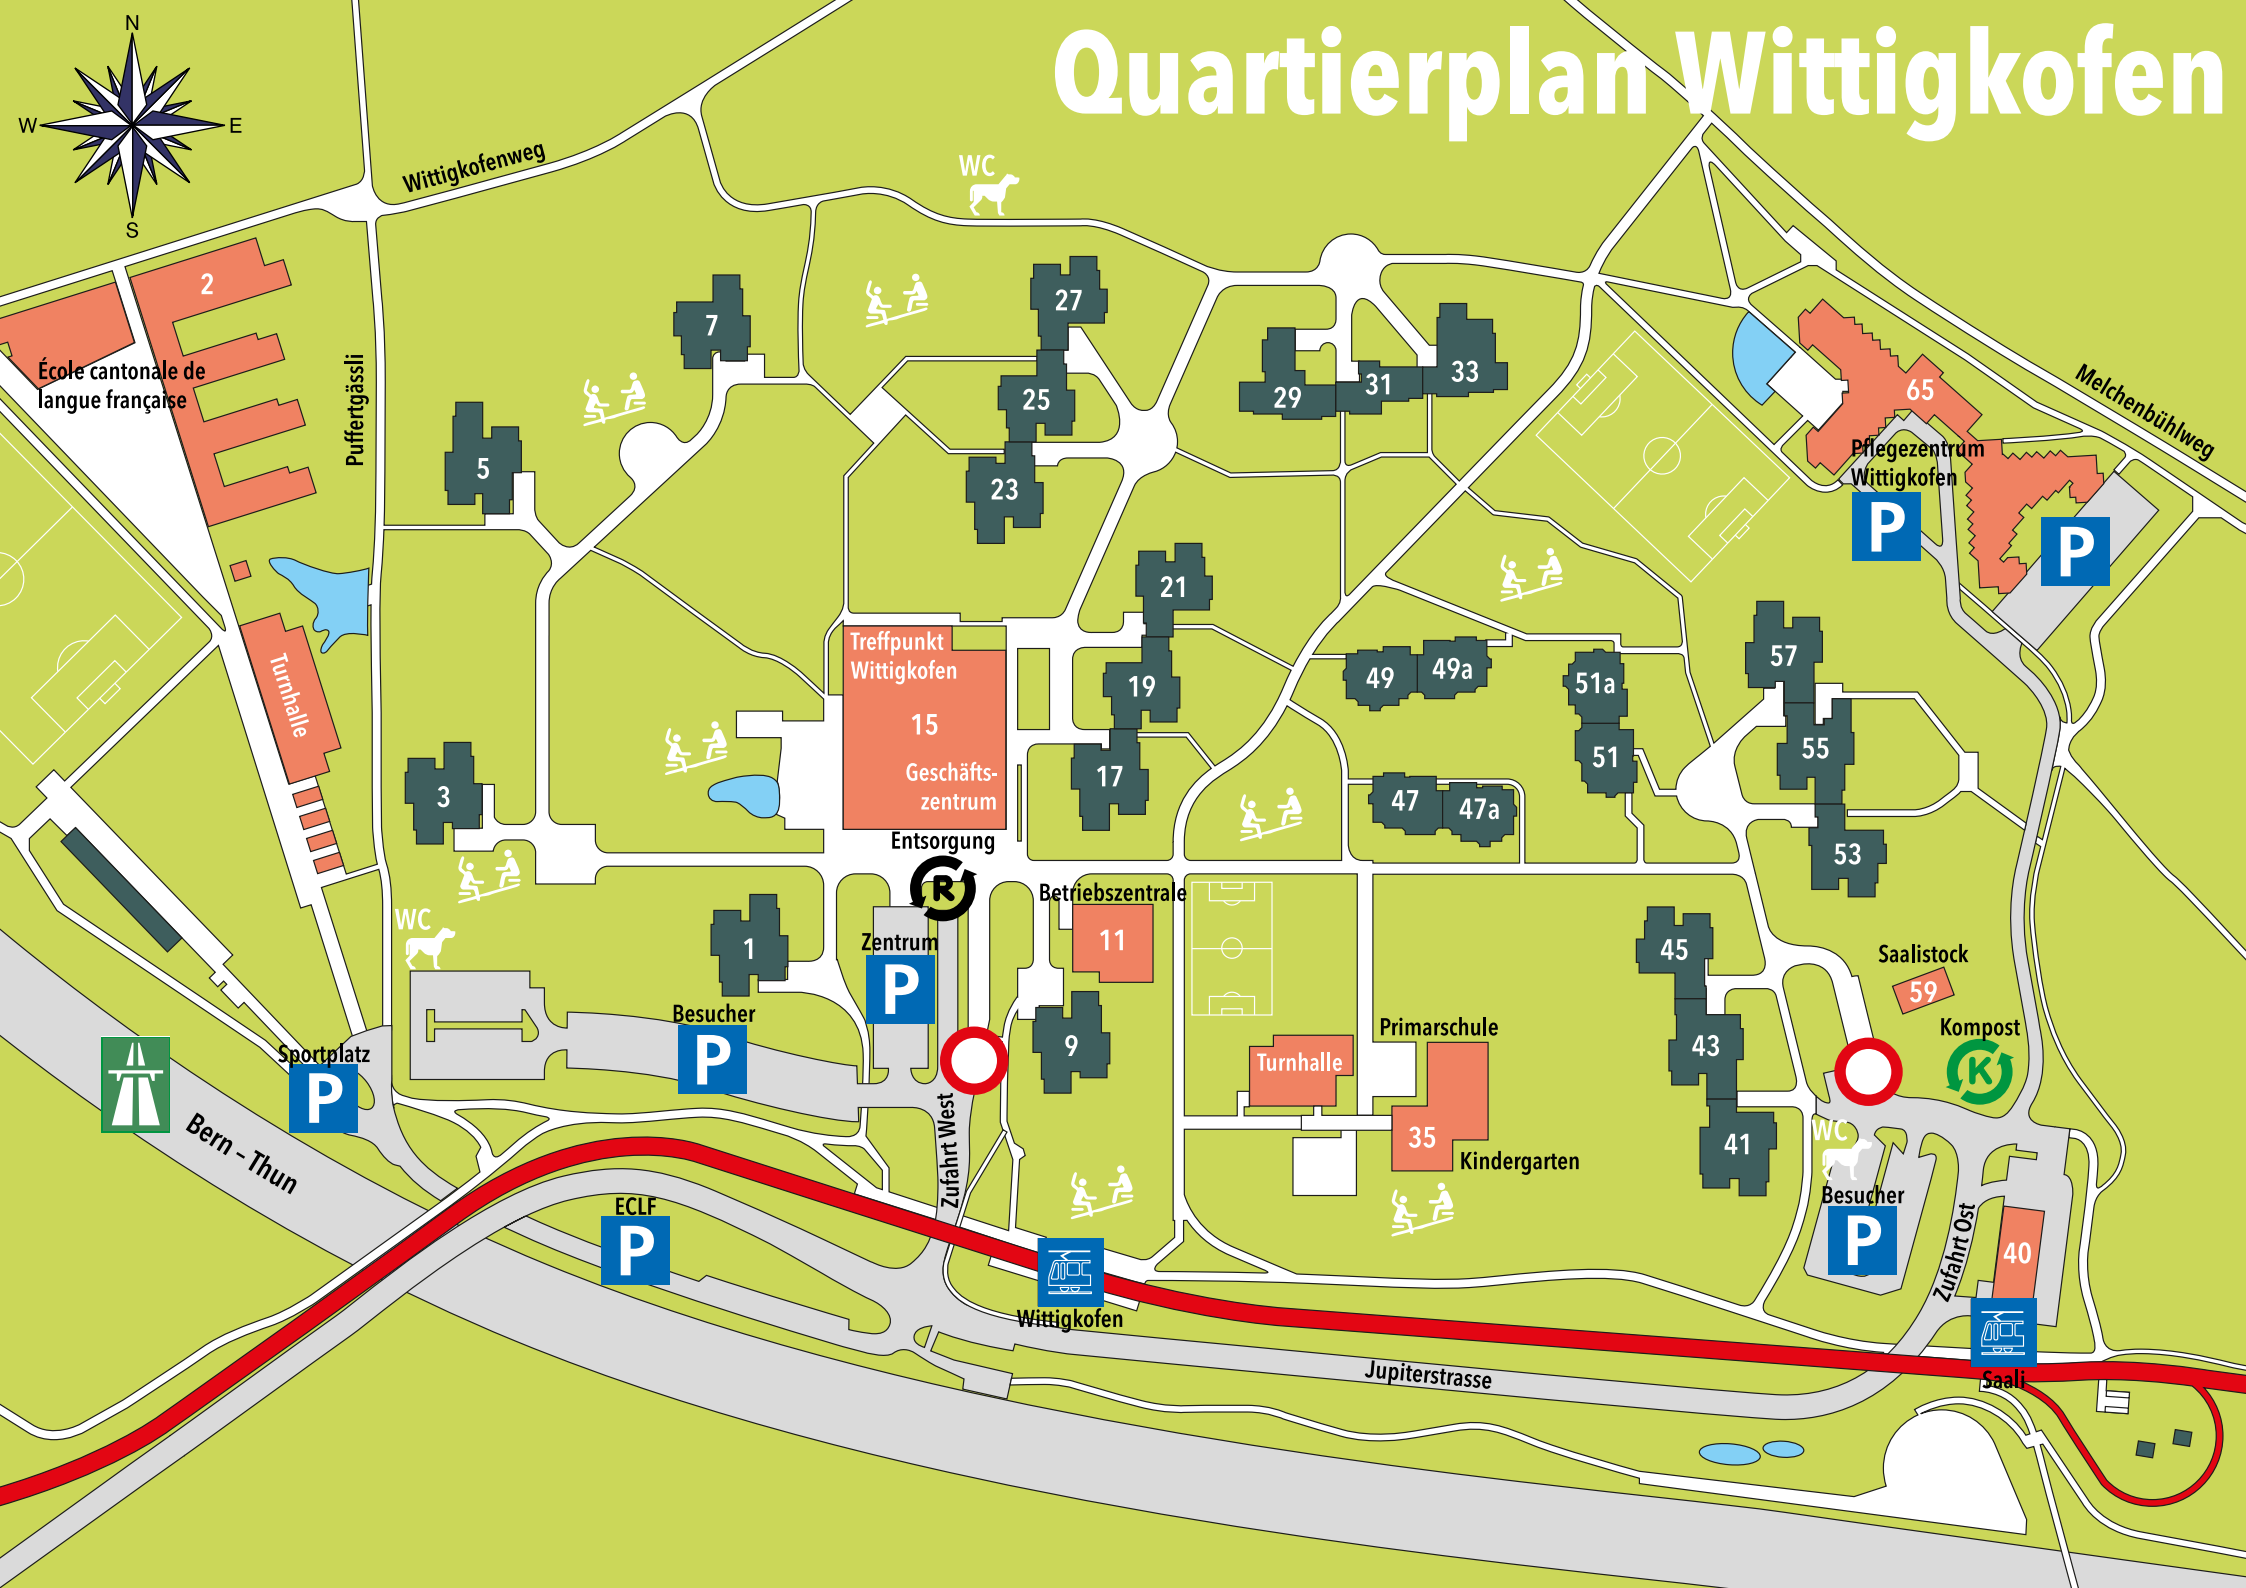 Quartierplan Wittigkofen
N
W
E
S
Wittigkofenweg
WC
2
27
7
École cantonale de
langue française
Puffertgässli
25
29
31
33
65
Melchenbühlweg
5
23
Pflegezentrum
Wittigkofen
P
P
21
Treffpunkt
Wittigkofen
15
Geschäfts-
zentrum
19
49
49a
51a
57
Turnhalle
17
51
55
3
47
47a
53
Entsorgung
R
Betriebszentrale
11
WC
1
Zentrum
P
45
Saalistock
59
Besucher
P
9
Primarschule
Turnhalle
43
Kompost
K
Sportplatz
P
Bern – Thun
Zufahrt West
35
Kindergarten
41
WC
Besucher
P
ECLF
P
Zufahrt Ost
40
Wittigkofen
Jupiterstrasse
Saali